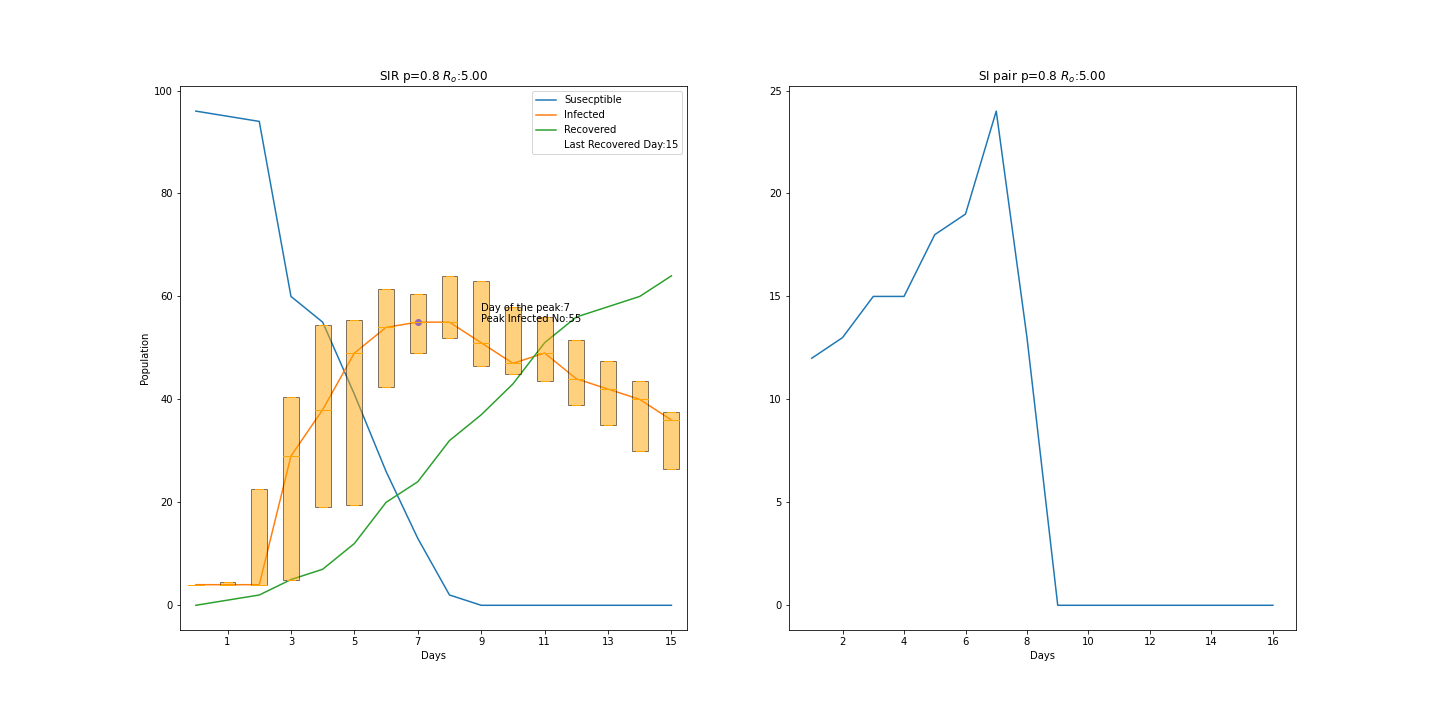 SIR p=0.8 Rₒ:5.00
Susecptible
Infected
Recovered
Last Recovered Day:15
Day of the peak:7
Peak Infected No:55
Population
100
80
60
40
20
0
1 3 5 7 9 11 13 15
Days
SI pair p=0.8 Rₒ:5.00
25
20
15
10
5
0
2 4 6 8 10 12 14 16
Days